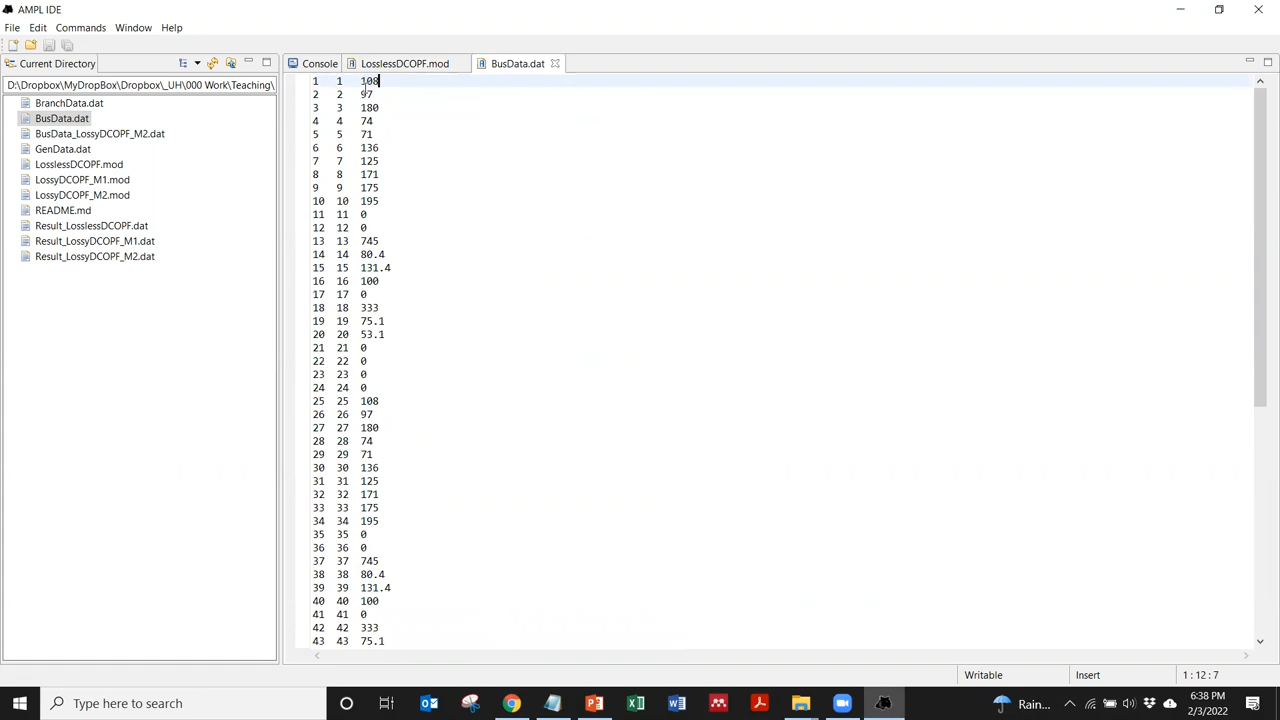 AMPL IDE
File Edit Commands Window Help
Current Directory
Console LosslessDCOPF.mod BusData.dat
D:\Dropbox\MyDropBox\Dropbox\_UH\000 Work\Teaching\
BranchData.dat
BusData.dat
BusData_LossyDCOPF_M2.dat
GenData.dat
LosslessDCOPF.mod
LossyDCOPF_M1.mod
LossyDCOPF_M2.mod
README.md
Result_LosslessDCOPF.dat
Result_LossyDCOPF_M1.dat
Result_LossyDCOPF_M2.dat
1 1 108
2 2 97
3 3 180
4 4 74
5 5 71
6 6 136
7 7 125
8 8 171
9 9 175
10 10 195
11 11 0
12 12 0
13 13 745
14 14 80.4
15 15 131.4
16 16 100
17 17 0
18 18 333
19 19 75.1
20 20 53.1
21 21 0
22 22 0
23 23 0
24 24 0
25 25 108
26 26 97
27 27 180
28 28 74
29 29 71
30 30 136
31 31 125
32 32 171
33 33 175
34 34 195
35 35 0
36 36 0
37 37 745
38 38 80.4
39 39 131.4
40 40 100
41 41 0
42 42 333
43 43 75.1
Writable Insert 1 : 12 : 7
Type here to search
Rain...
6:38 PM
2/3/2022